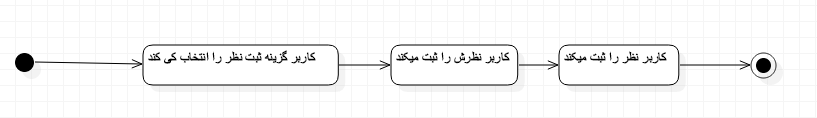 کاربر گزینه ثبت نظر را انتخاب کی کند
کاربر نظرش را ثبت میکند
کاربر نظر را ثبت میکند